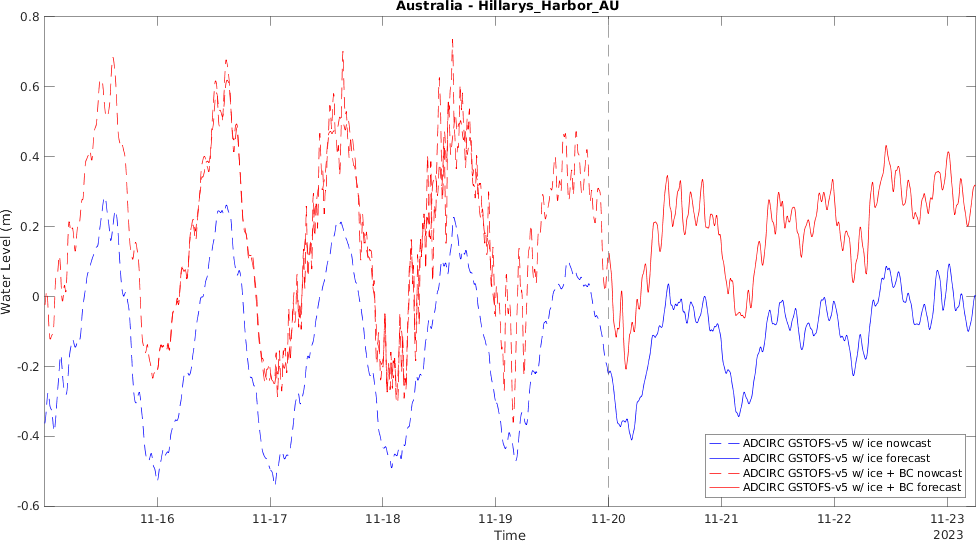 Australia - Hillarys_Harbor_AU
Water Level (m)
0.8
0.6
0.4
0.2
0
-0.2
-0.4
-0.6
ADCIRC GSTOFS-v5 w/ ice nowcast
ADCIRC GSTOFS-v5 w/ ice forecast
ADCIRC GSTOFS-v5 w/ ice + BC nowcast
ADCIRC GSTOFS-v5 w/ ice + BC forecast
11-16 11-17 11-18 11-19 11-20 11-21 11-22 11-23
Time
2023